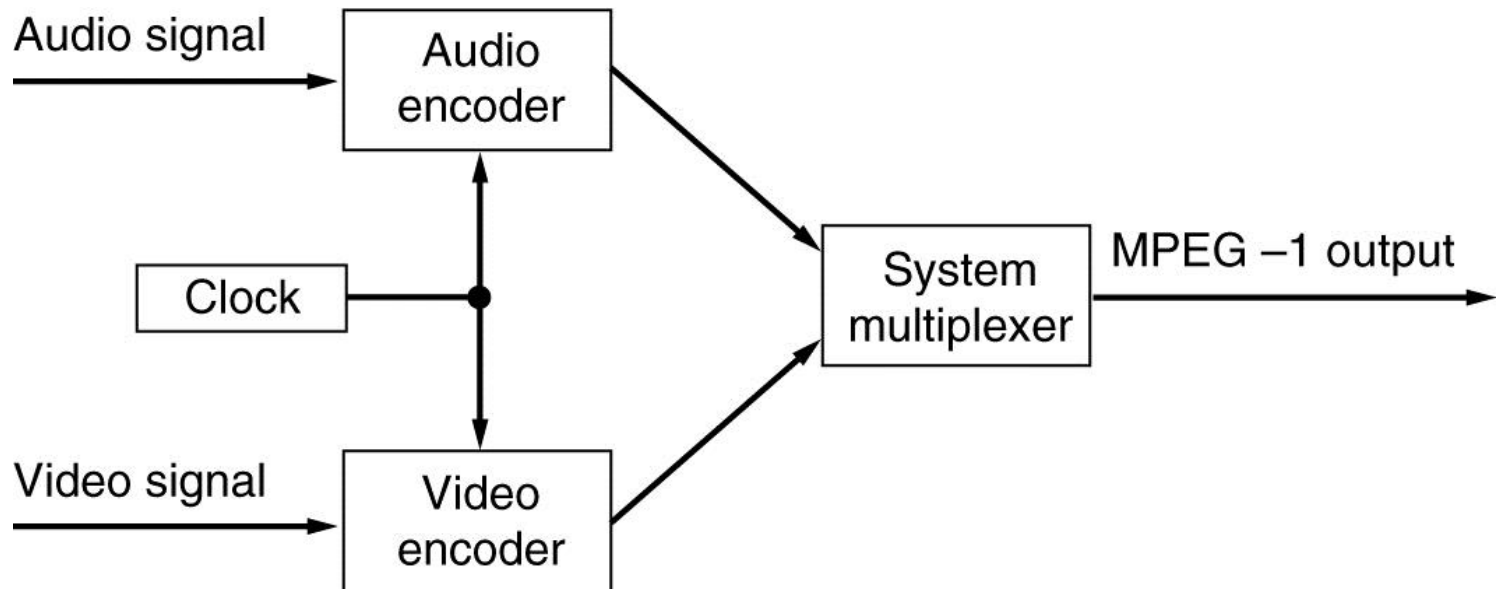 Audio signal
Audio
encoder
Clock
System
multiplexer
MPEG –1 output
Video signal
Video
encoder